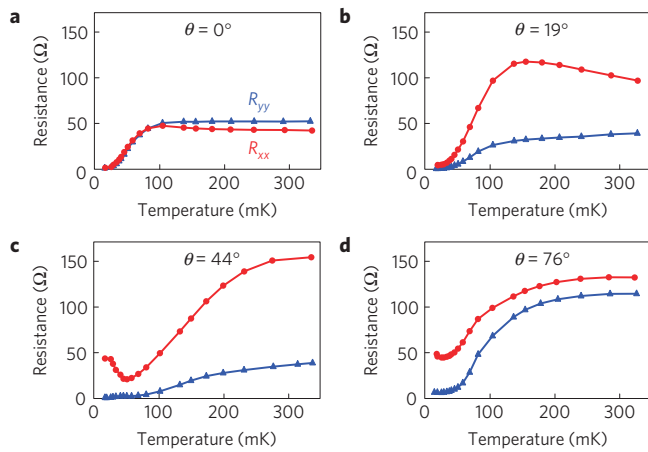 a
θ = 0°
Resistance (Ω)
150
100
50
0
R_yy
R_xx
0 100 200 300
Temperature (mK)
b
θ = 19°
Resistance (Ω)
150
100
50
0
0 100 200 300
Temperature (mK)
c
θ = 44°
Resistance (Ω)
150
100
50
0
0 100 200 300
Temperature (mK)
d
θ = 76°
Resistance (Ω)
150
100
50
0
0 100 200 300
Temperature (mK)